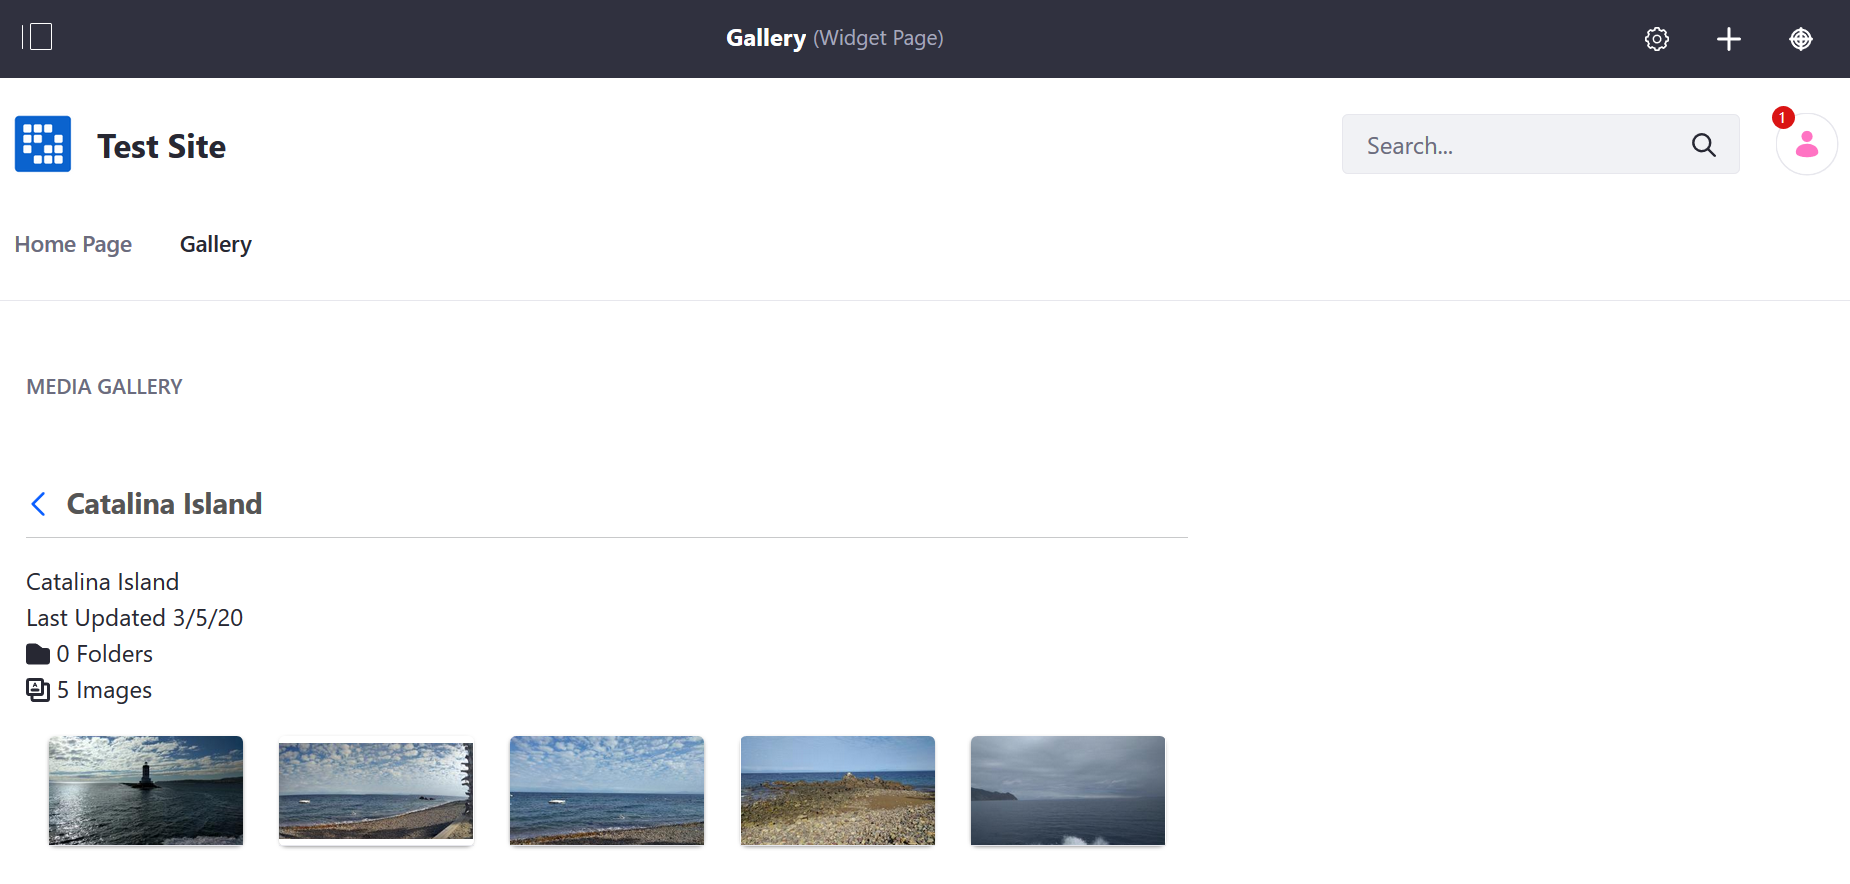 Gallery (Widget Page)
1
Test Site
Search...
Home Page
Gallery
MEDIA GALLERY
Catalina Island
Catalina Island
Last Updated 3/5/20
0 Folders
5 Images